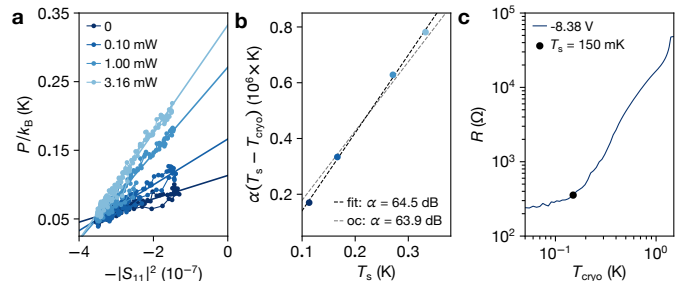 a
0.35
0.25
0.15
0.05
P/k_B (K)
0
0.10 mW
1.00 mW
3.16 mW
−4
−2
0
−|S₁₁|² (10⁻⁷)
b
0.8
0.6
0.4
0.2
α(Tₛ − T_cryo) (10⁶ × K)
fit: α = 64.5 dB
oc: α = 63.9 dB
0.1
0.2
0.3
Tₛ (K)
c
10⁵
10⁴
10³
10²
R (Ω)
-8.38 V
Tₛ = 150 mK
10⁻¹
10⁰
T_cryo (K)